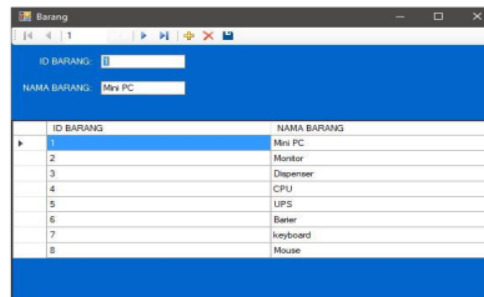 Barang
1
ID BARANG: 1
NAMA BARANG: Mini PC
ID BARANG NAMA BARANG
1 Mini PC
2 Monitor
3 Dispenser
4 CPU
5 UPS
6 Barier
7 keyboard
8 Mouse